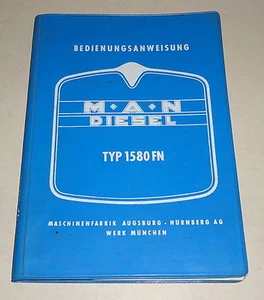 BEDIENUNGSANWEISUNG
M·A·N
DIESEL
TYP 1580 FN
MASCHINENFABRIK AUGSBURG - NÜRNBERG AG
WERK MÜNCHEN